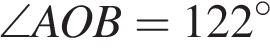 ∠AOB = 122°